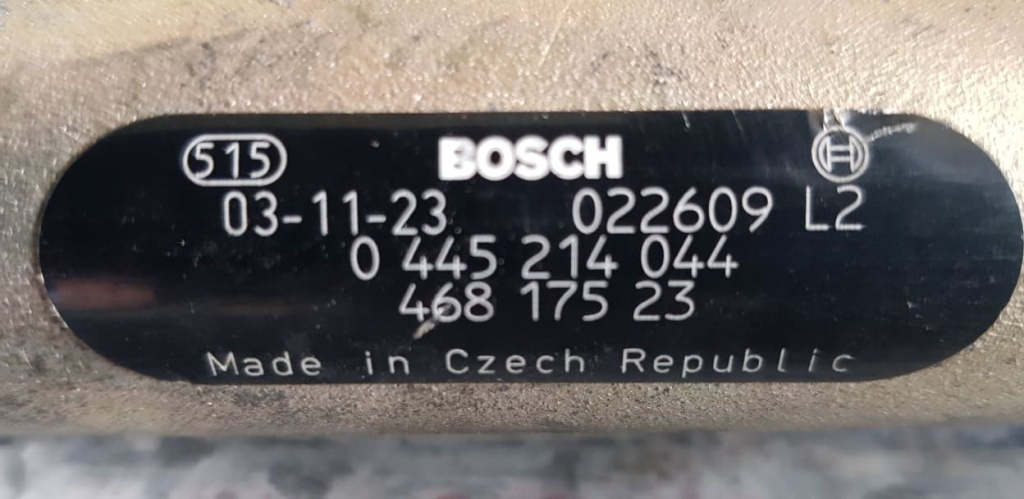 515 BOSCH
03-11-23 022609 L2
0 445 214 044
468 175 23
Made in Czech Republic